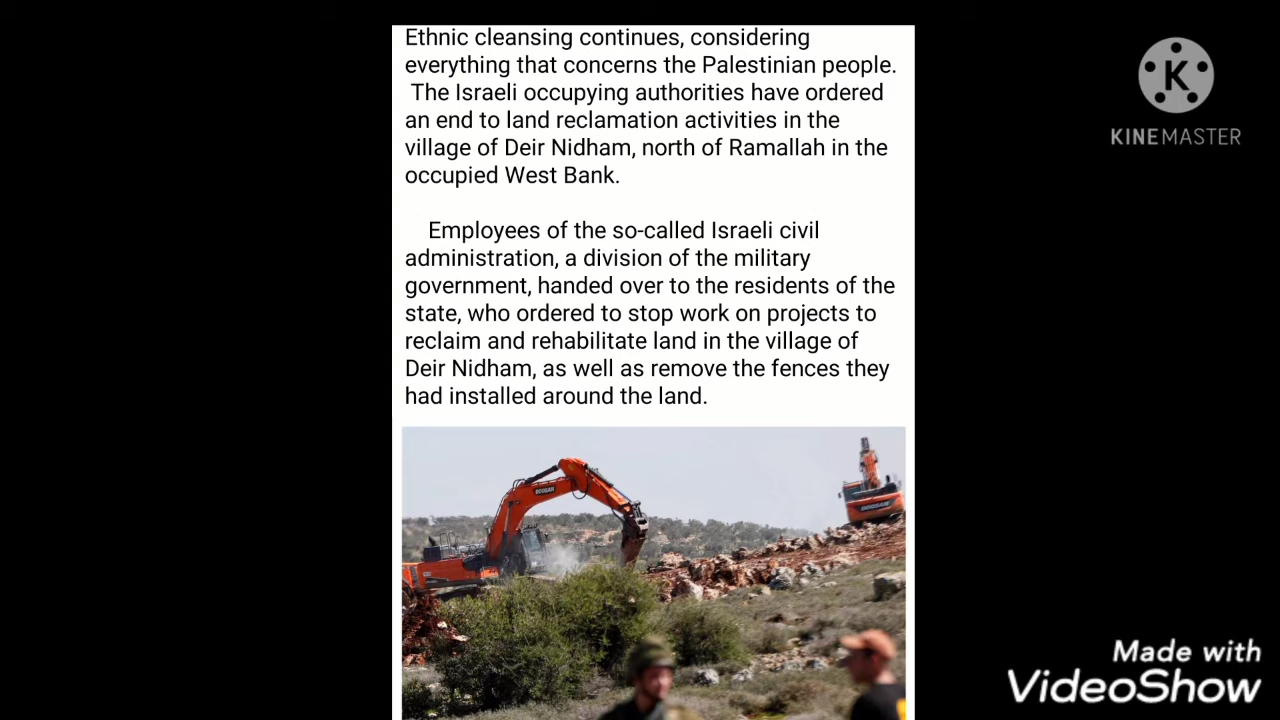 Ethnic cleansing continues, considering
everything that concerns the Palestinian people.
The Israeli occupying authorities have ordered
an end to land reclamation activities in the
village of Deir Nidham, north of Ramallah in the
occupied West Bank.
Employees of the so-called Israeli civil
administration, a division of the military
government, handed over to the residents of the
state, who ordered to stop work on projects to
reclaim and rehabilitate land in the village of
Deir Nidham, as well as remove the fences they
had installed around the land.
DOOSAN
DOOSAN
K
KINEMASTER
Made with
VideoShow